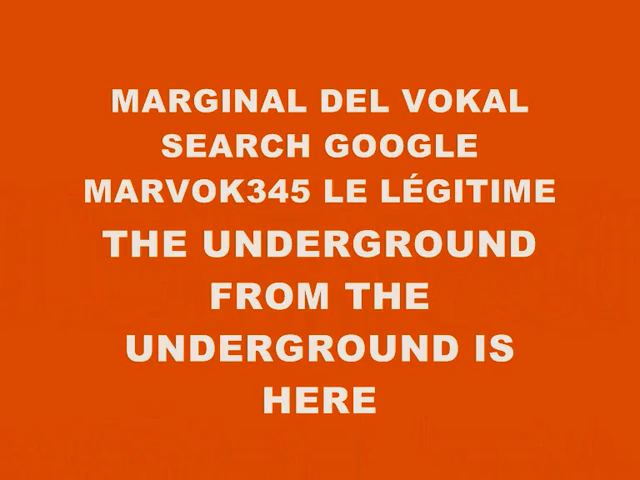 MARGINAL DEL VOKAL
SEARCH GOOGLE
MARVOK345 LE LÉGITIME
THE UNDERGROUND
FROM THE
UNDERGROUND IS
HERE